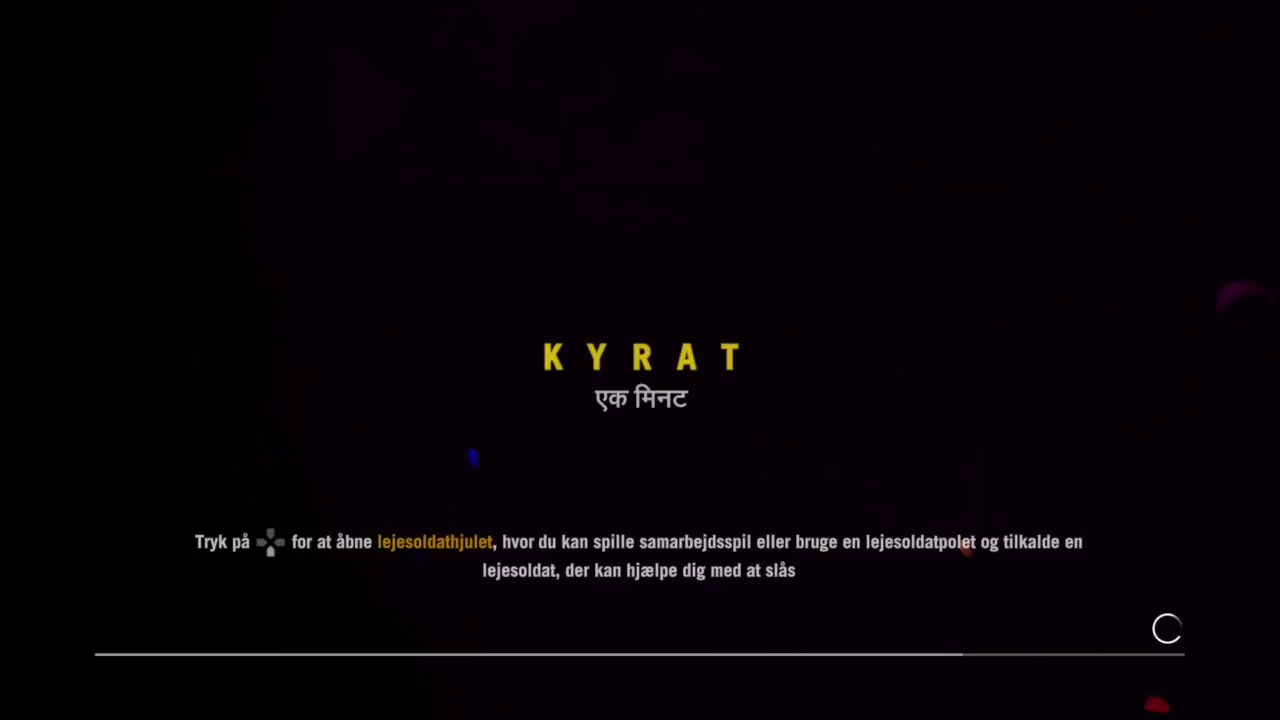 KYRAT
एक मिनट
Tryk på for at åbne lejesoldathjulet, hvor du kan spille samarbejdsspil eller bruge en lejesoldatpolet og tilkalde en
lejesoldat, der kan hjælpe dig med at slås